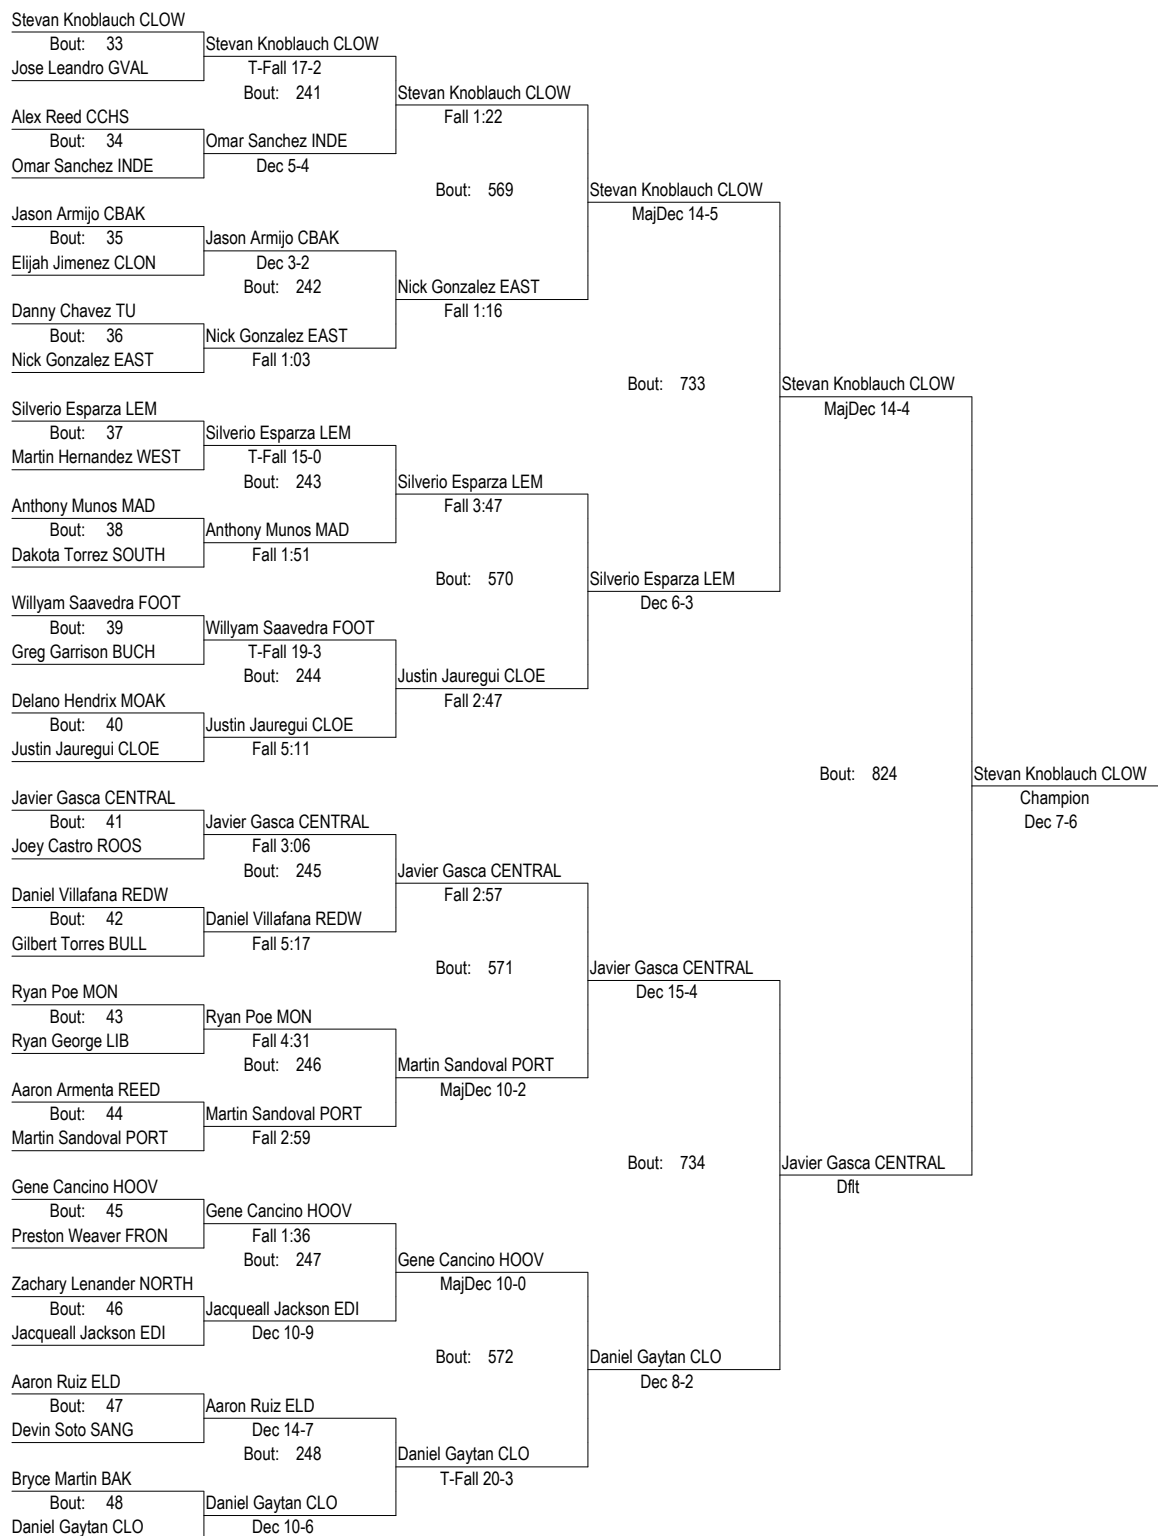 Stevan Knoblauch CLOW
Bout: 33
Stevan Knoblauch CLOW
Jose Leandro GVAL
T-Fall 17-2
Bout: 241
Stevan Knoblauch CLOW
Alex Reed CCHS
Fall 1:22
Bout: 34
Omar Sanchez INDE
Omar Sanchez INDE
Dec 5-4
Bout: 569
Stevan Knoblauch CLOW
Jason Armijo CBAK
MajDec 14-5
Bout: 35
Jason Armijo CBAK
Elijah Jimenez CLON
Dec 3-2
Bout: 242
Nick Gonzalez EAST
Danny Chavez TU
Fall 1:16
Bout: 36
Nick Gonzalez EAST
Nick Gonzalez EAST
Fall 1:03
Bout: 733
Stevan Knoblauch CLOW
Silverio Esparza LEM
MajDec 14-4
Bout: 37
Silverio Esparza LEM
Martin Hernandez WEST
T-Fall 15-0
Bout: 243
Silverio Esparza LEM
Anthony Munos MAD
Fall 3:47
Bout: 38
Anthony Munos MAD
Dakota Torrez SOUTH
Fall 1:51
Bout: 570
Silverio Esparza LEM
Willyam Saavedra FOOT
Dec 6-3
Bout: 39
Willyam Saavedra FOOT
Greg Garrison BUCH
T-Fall 19-3
Bout: 244
Justin Jauregui CLOE
Delano Hendrix MOAK
Fall 2:47
Bout: 40
Justin Jauregui CLOE
Justin Jauregui CLOE
Fall 5:11
Bout: 824
Stevan Knoblauch CLOW
Javier Gasca CENTRAL
Champion
Bout: 41
Javier Gasca CENTRAL
Dec 7-6
Joey Castro ROOS
Fall 3:06
Bout: 245
Javier Gasca CENTRAL
Daniel Villafana REDW
Fall 2:57
Bout: 42
Daniel Villafana REDW
Gilbert Torres BULL
Fall 5:17
Bout: 571
Javier Gasca CENTRAL
Ryan Poe MON
Dec 15-4
Bout: 43
Ryan Poe MON
Ryan George LIB
Fall 4:31
Bout: 246
Martin Sandoval PORT
Aaron Armenta REED
MajDec 10-2
Bout: 44
Martin Sandoval PORT
Martin Sandoval PORT
Fall 2:59
Bout: 734
Javier Gasca CENTRAL
Gene Cancino HOOV
Dflt
Bout: 45
Gene Cancino HOOV
Preston Weaver FRON
Fall 1:36
Bout: 247
Gene Cancino HOOV
Zachary Lenander NORTH
MajDec 10-0
Bout: 46
Jacqueall Jackson EDI
Jacqueall Jackson EDI
Dec 10-9
Bout: 572
Daniel Gaytan CLO
Aaron Ruiz ELD
Dec 8-2
Bout: 47
Aaron Ruiz ELD
Devin Soto SANG
Dec 14-7
Bout: 248
Daniel Gaytan CLO
Bryce Martin BAK
T-Fall 20-3
Bout: 48
Daniel Gaytan CLO
Daniel Gaytan CLO
Dec 10-6